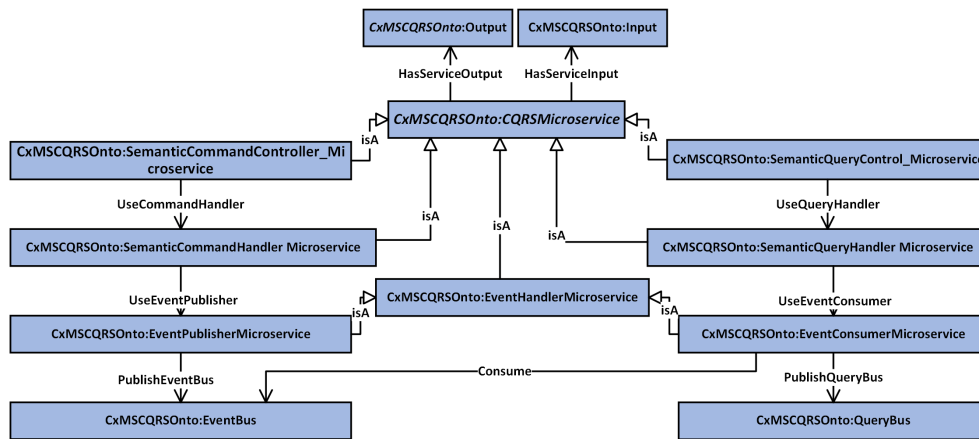 CxMSCQRSOnto:Output
CxMSCQRSOnto:Input
HasServiceOutput
HasServiceInput
CxMSCQRSOnto:CQRSMicroservice
isA
isA
CxMSCQRSOnto:SemanticCommandController_Mi
croservice
CxMSCQRSOnto:SemanticQueryControl_Microservice
UseCommandHandler
UseQueryHandler
isA
CxMSCQRSOnto:SemanticCommandHandler Microservice
isA
CxMSCQRSOnto:SemanticQueryHandler Microservice
UseEventPublisher
CxMSCQRSOnto:EventHandlerMicroservice
UseEventConsumer
isA
isA
CxMSCQRSOnto:EventPublisherMicroservice
CxMSCQRSOnto:EventConsumerMicroservice
PublishEventBus
Consume
PublishQueryBus
CxMSCQRSOnto:EventBus
CxMSCQRSOnto:QueryBus